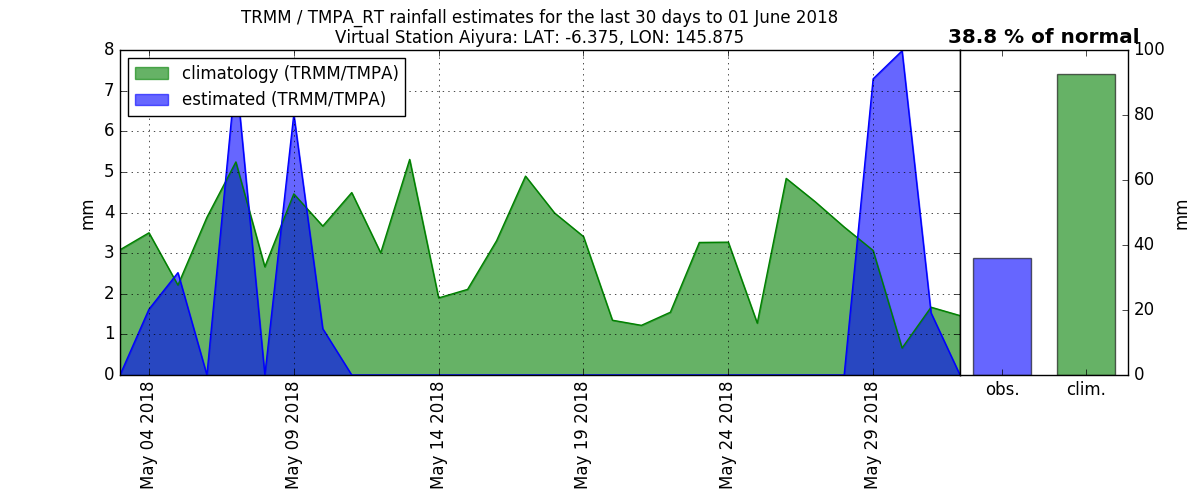 TRMM / TMPA_RT rainfall estimates for the last 30 days to 01 June 2018
Virtual Station Aiyura: LAT: -6.375, LON: 145.875
38.8 % of normal
climatology (TRMM/TMPA)
estimated (TRMM/TMPA)
mm
8
7
6
5
4
3
2
1
0
May 04 2018
May 09 2018
May 14 2018
May 19 2018
May 24 2018
May 29 2018
obs.
clim.
100
80
60
40
20
0
mm